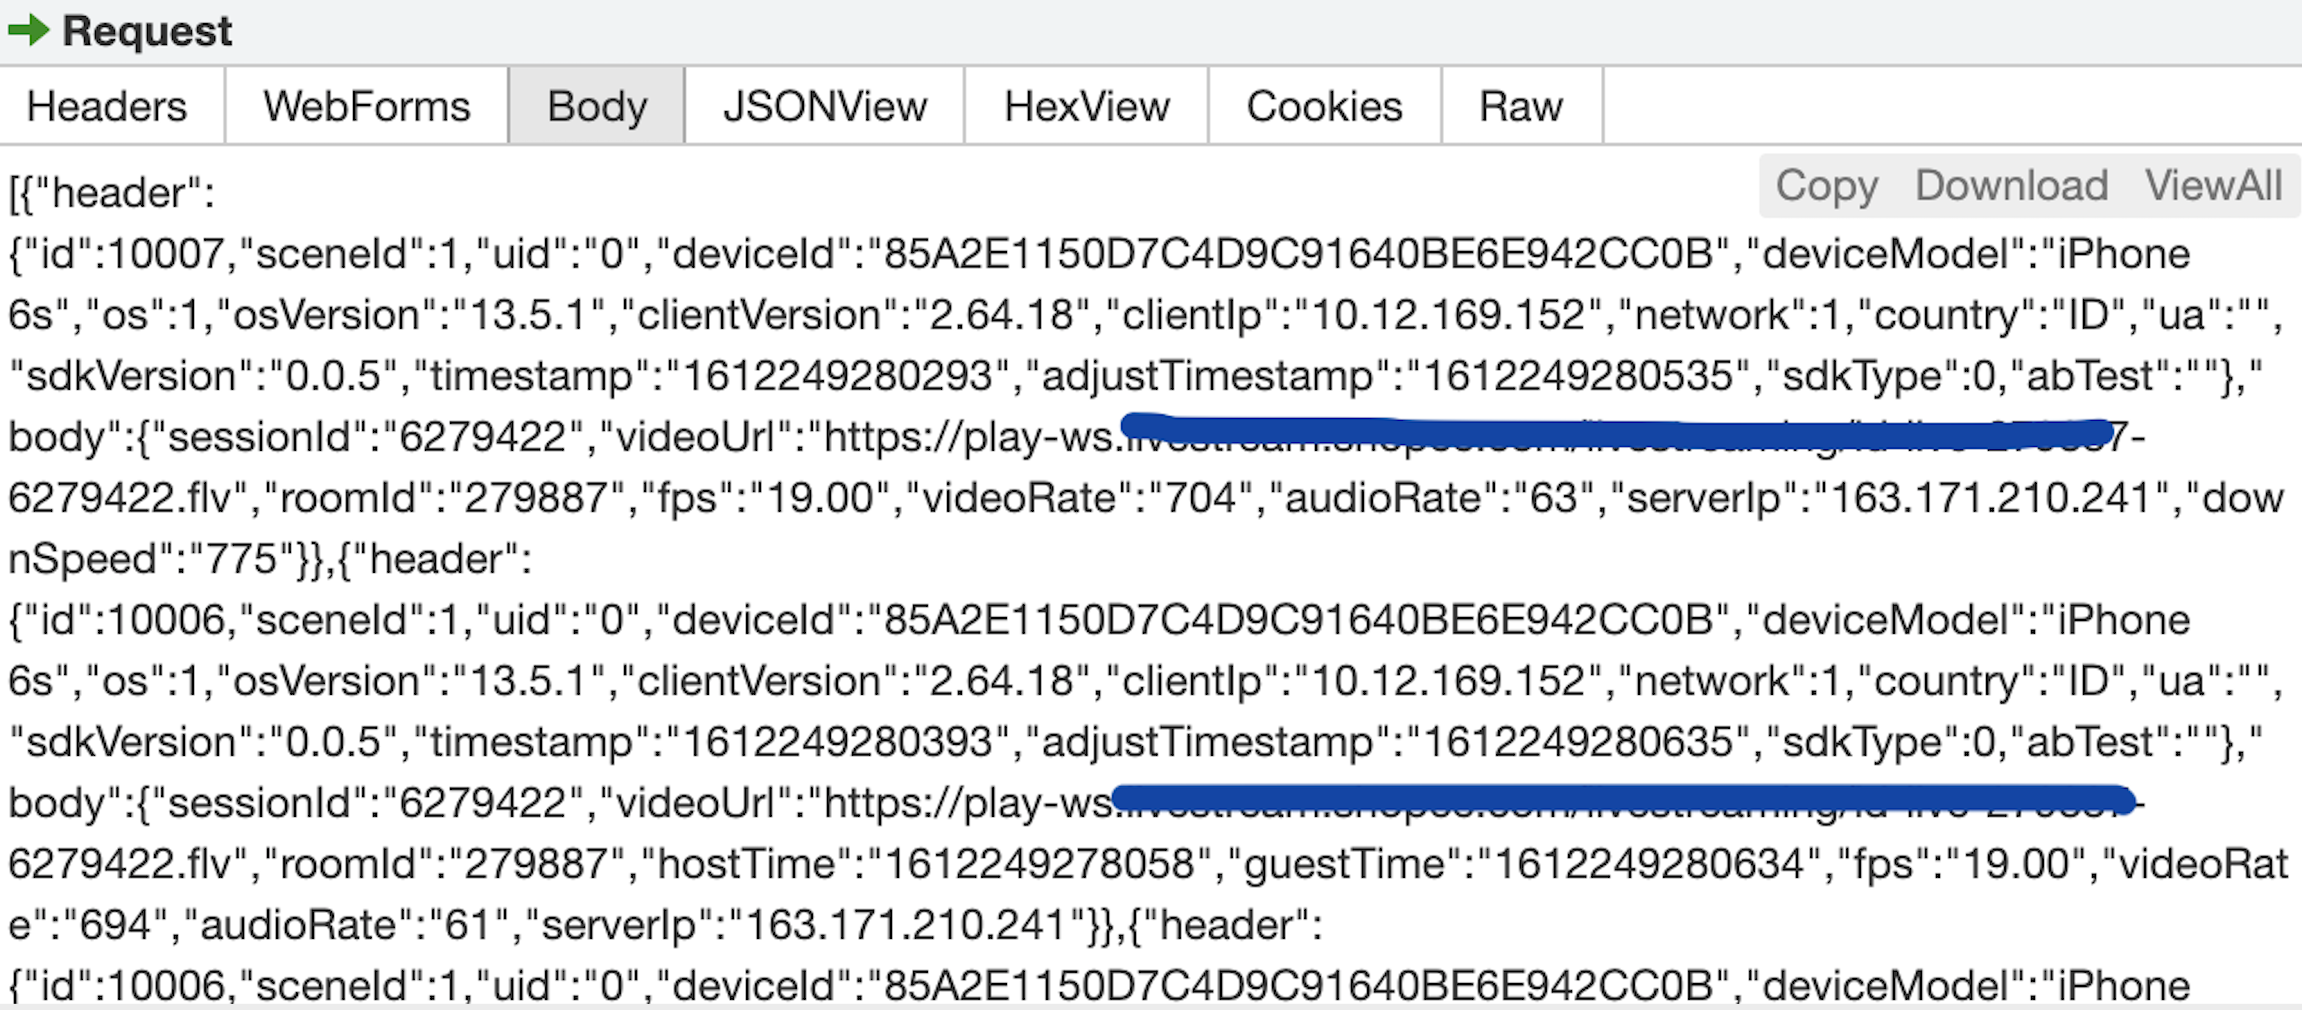 Request
Headers WebForms Body JSONView HexView Cookies Raw
Copy Download ViewAll
[{"header":
{"id":10007,"sceneId":1,"uid":"0","deviceId":"85A2E1150D7C4D9C91640BE6E942CC0B","deviceModel":"iPhone
6s","os":1,"osVersion":"13.5.1","clientVersion":"2.64.18","clientIp":"10.12.169.152","network":1,"country":"ID","ua":"",
"sdkVersion":"0.0.5","timestamp":"1612249280293","adjustTimestamp":"1612249280535","sdkType":0,"abTest":""},"
body":{"sessionId":"6279422","videoUrl":"https://play-ws. 7-
6279422.flv","roomId":"279887","fps":"19.00","videoRate":"704","audioRate":"63","serverIp":"163.171.210.241","dow
nSpeed":"775"}},{"header":
{"id":10006,"sceneId":1,"uid":"0","deviceId":"85A2E1150D7C4D9C91640BE6E942CC0B","deviceModel":"iPhone
6s","os":1,"osVersion":"13.5.1","clientVersion":"2.64.18","clientIp":"10.12.169.152","network":1,"country":"ID","ua":"",
"sdkVersion":"0.0.5","timestamp":"1612249280393","adjustTimestamp":"1612249280635","sdkType":0,"abTest":""},"
body":{"sessionId":"6279422","videoUrl":"https://play-ws. -
6279422.flv","roomId":"279887","hostTime":"1612249278058","guestTime":"1612249280634","fps":"19.00","videoRat
e":"694","audioRate":"61","serverIp":"163.171.210.241"}},{"header":
{"id":10006,"sceneId":1,"uid":"0","deviceId":"85A2E1150D7C4D9C91640BE6E942CC0B","deviceModel":"iPhone